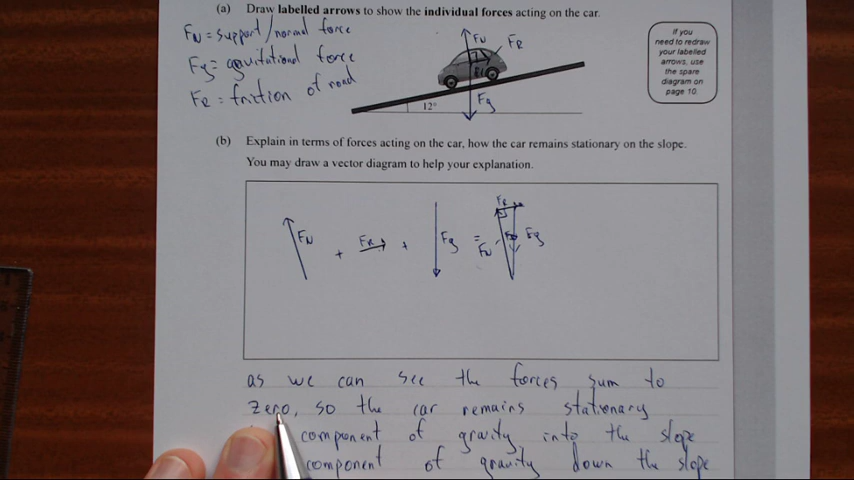 (a) Draw labelled arrows to show the individual forces acting on the car.
FN = support/normal force
Fg = gravitational force
FR = friction of road
FN
FR
Fg
12°
If you
need to redraw
your labelled
arrows, use
the spare
diagram on
page 10.
(b) Explain in terms of forces acting on the car, how the car remains stationary on the slope.
You may draw a vector diagram to help your explanation.
FN + FR + Fg =
FR
FN
Fg
as we can see the forces sum to
zero, so the car remains stationary
component of gravity into the slope
component of gravity down the slope